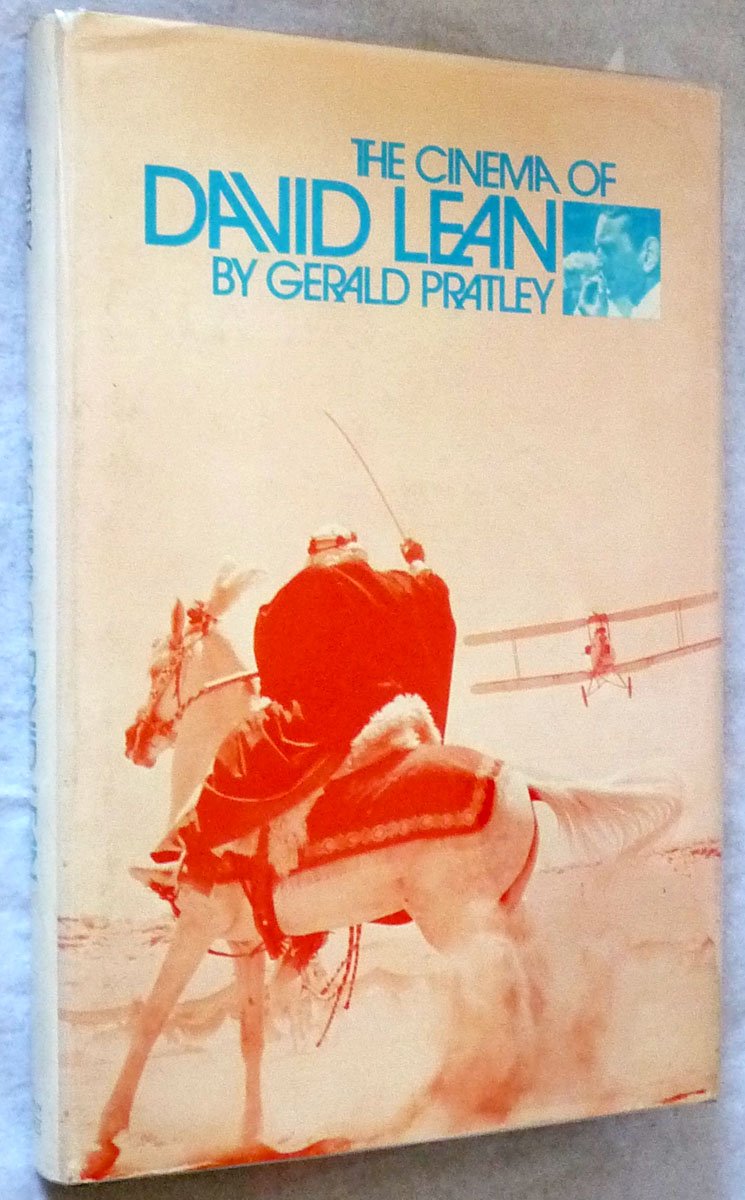 THE CINEMA OF
DAVID LEAN
BY GERALD PRATLEY